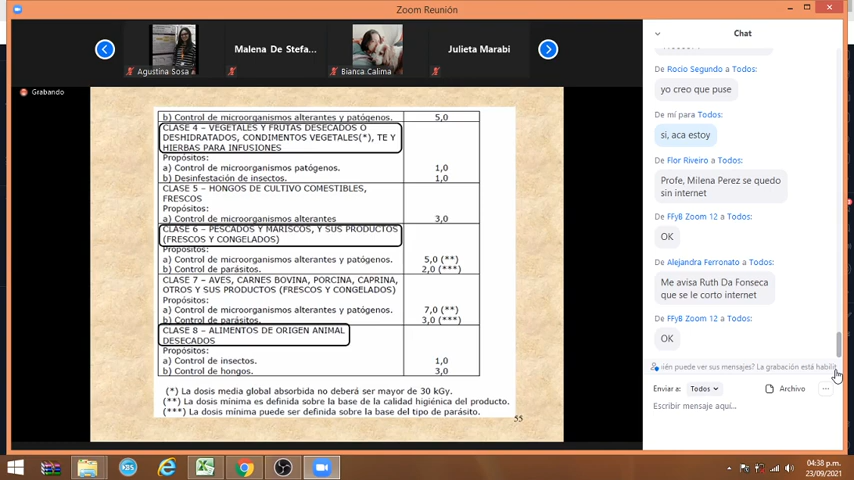 Zoom Reunión
Agustina Sosa
Malena De Stefa...
Bianca Calima
Julieta Marabi
Grabando
b) Control de microorganismos alterantes y patógenos. 5,0
CLASE 4 – VEGETALES Y FRUTAS DESECADOS O
DESHIDRATADOS, CONDIMENTOS VEGETALES(*), TE Y
HIERBAS PARA INFUSIONES
Propósitos:
a) Control de microorganismos patógenos. 1,0
b) Desinfestación de insectos. 1,0
CLASE 5 – HONGOS DE CULTIVO COMESTIBLES,
FRESCOS
Propósitos:
a) Control de microorganismos alterantes 3,0
CLASE 6 – PESCADOS Y MARISCOS, Y SUS PRODUCTOS
(FRESCOS Y CONGELADOS)
Propósitos:
a) Control de microorganismos alterantes y patógenos. 5,0 (**)
b) Control de parásitos. 2,0 (***)
CLASE 7 – AVES, CARNES BOVINA, PORCINA, CAPRINA,
OTROS Y SUS PRODUCTOS (FRESCOS Y CONGELADOS)
Propósitos:
a) Control de microorganismos alterantes y patógenos. 7,0 (**)
b) Control de parásitos. 3,0 (***)
CLASE 8 – ALIMENTOS DE ORIGEN ANIMAL
DESECADOS
Propósitos:
a) Control de insectos. 1,0
b) Control de hongos. 3,0
(*) La dosis media global absorbida no deberá ser mayor de 30 kGy.
(**) La dosis mínima es definida sobre la base de la calidad higiénica del producto.
(***) La dosis mínima puede ser definida sobre la base del tipo de parásito.
55
Chat
De Rocio Segundo a Todos:
yo creo que puse
De mí para Todos:
si, aca estoy
De Flor Riveiro a Todos:
Profe, Milena Perez se quedo
sin internet
De FFyB Zoom 12 a Todos:
OK
De Alejandra Ferronato a Todos:
Me avisa Ruth Da Fonseca
que se le corto internet
De FFyB Zoom 12 a Todos:
OK
ién puede ver sus mensajes? La grabación está habilit
Enviar a: Todos Archivo ...
Escribir mensaje aquí...
04:38 p.m.
23/09/2021